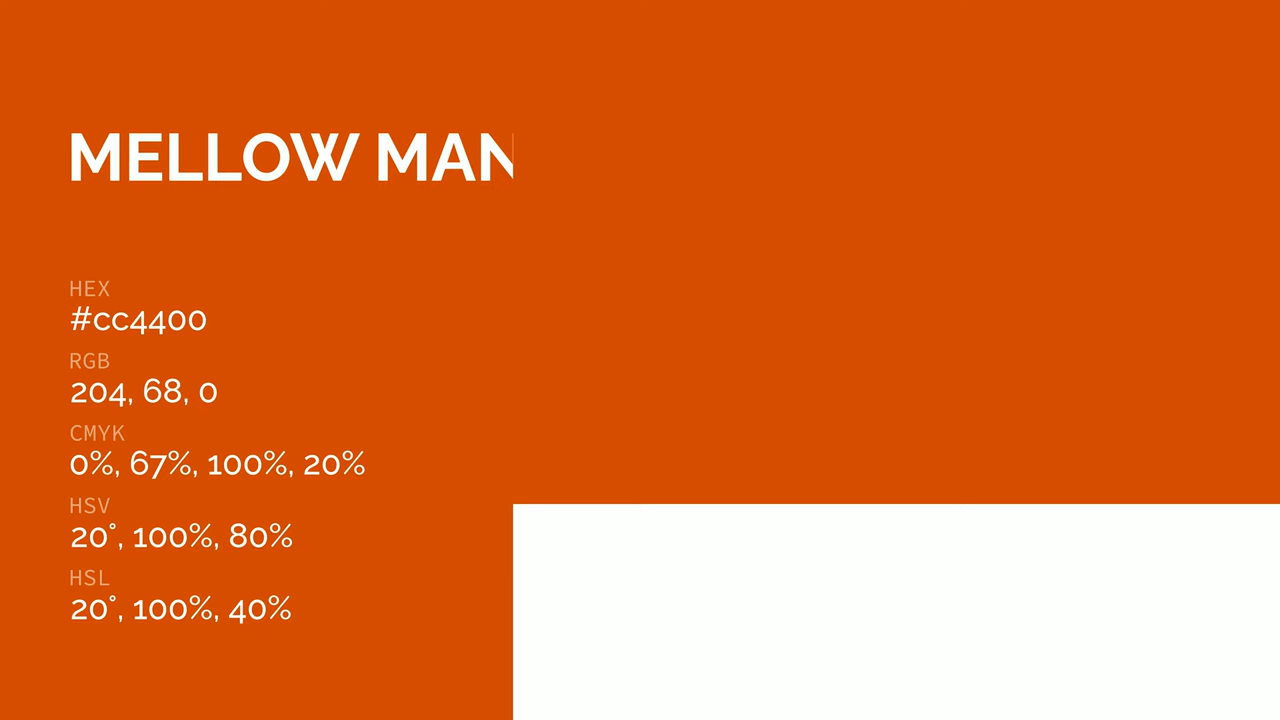 MELLOW MAN
HEX
#cc4400
RGB
204, 68, 0
CMYK
0%, 67%, 100%, 20%
HSV
20°, 100%, 80%
HSL
20°, 100%, 40%